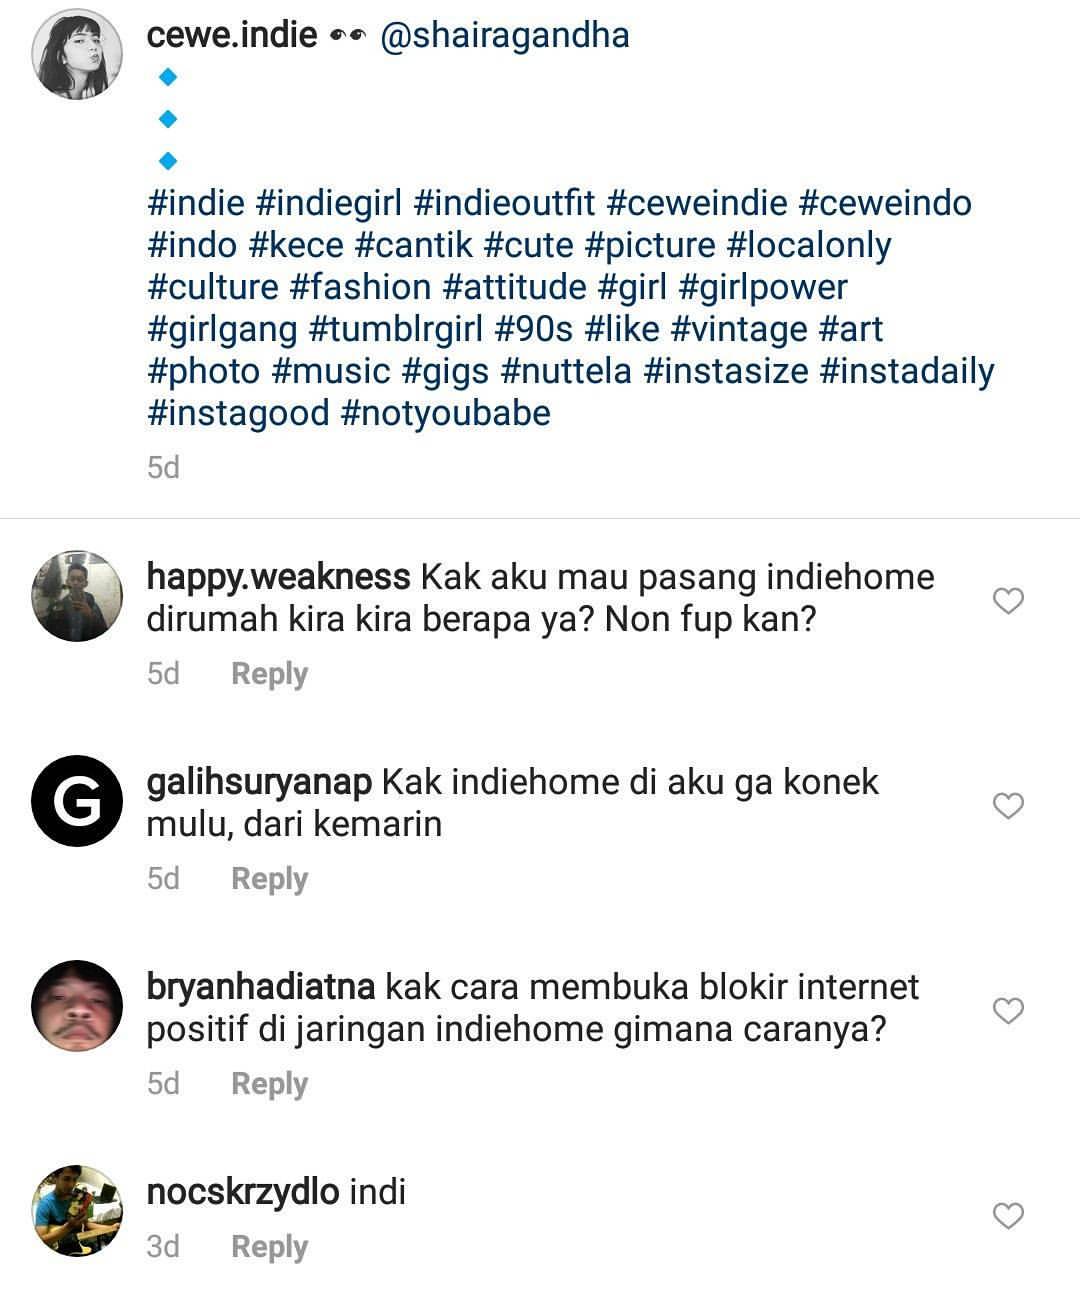 cewe.indie 👀 @shairagandha
🔹
🔹
🔹
#indie #indiegirl #indieoutfit #ceweindie #ceweindo
#indo #kece #cantik #cute #picture #localonly
#culture #fashion #attitude #girl #girlpower
#girlgang #tumblrgirl #90s #like #vintage #art
#photo #music #gigs #nuttela #instasize #instadaily
#instagood #notyoubabe
5d
happy.weakness Kak aku mau pasang indiehome
dirumah kira kira berapa ya? Non fup kan?
5d Reply
G
galihsuryanap Kak indiehome di aku ga konek
mulu, dari kemarin
5d Reply
bryanhadiatna kak cara membuka blokir internet
positif di jaringan indiehome gimana caranya?
5d Reply
nocskrzydlo indi
3d Reply